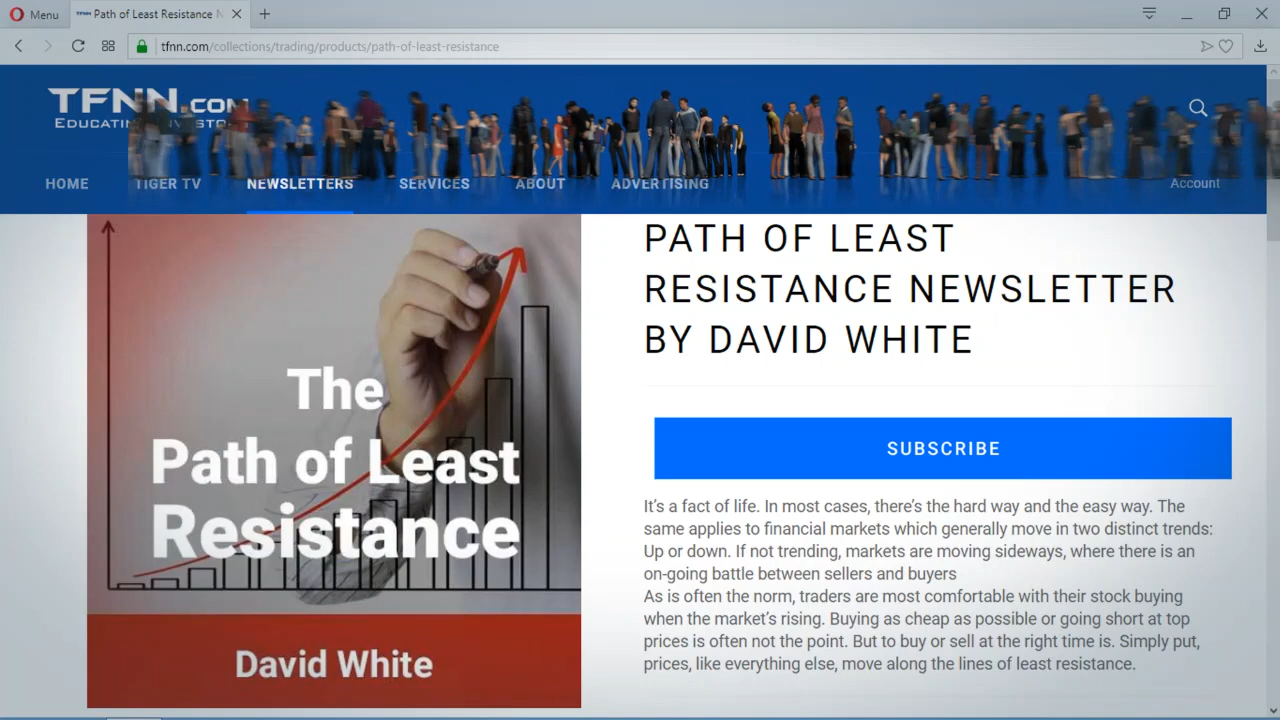 Menu
Path of Least Resistance N
tfnn.com/collections/trading/products/path-of-least-resistance
TFNN.COM
EDUCATING INVESTORS
HOME TIGER TV NEWSLETTERS SERVICES ABOUT ADVERTISING Account
The
Path of Least
Resistance
David White
PATH OF LEAST
RESISTANCE NEWSLETTER
BY DAVID WHITE
SUBSCRIBE
It’s a fact of life. In most cases, there’s the hard way and the easy way. The
same applies to financial markets which generally move in two distinct trends:
Up or down. If not trending, markets are moving sideways, where there is an
on-going battle between sellers and buyers
As is often the norm, traders are most comfortable with their stock buying
when the market’s rising. Buying as cheap as possible or going short at top
prices is often not the point. But to buy or sell at the right time is. Simply put,
prices, like everything else, move along the lines of least resistance.